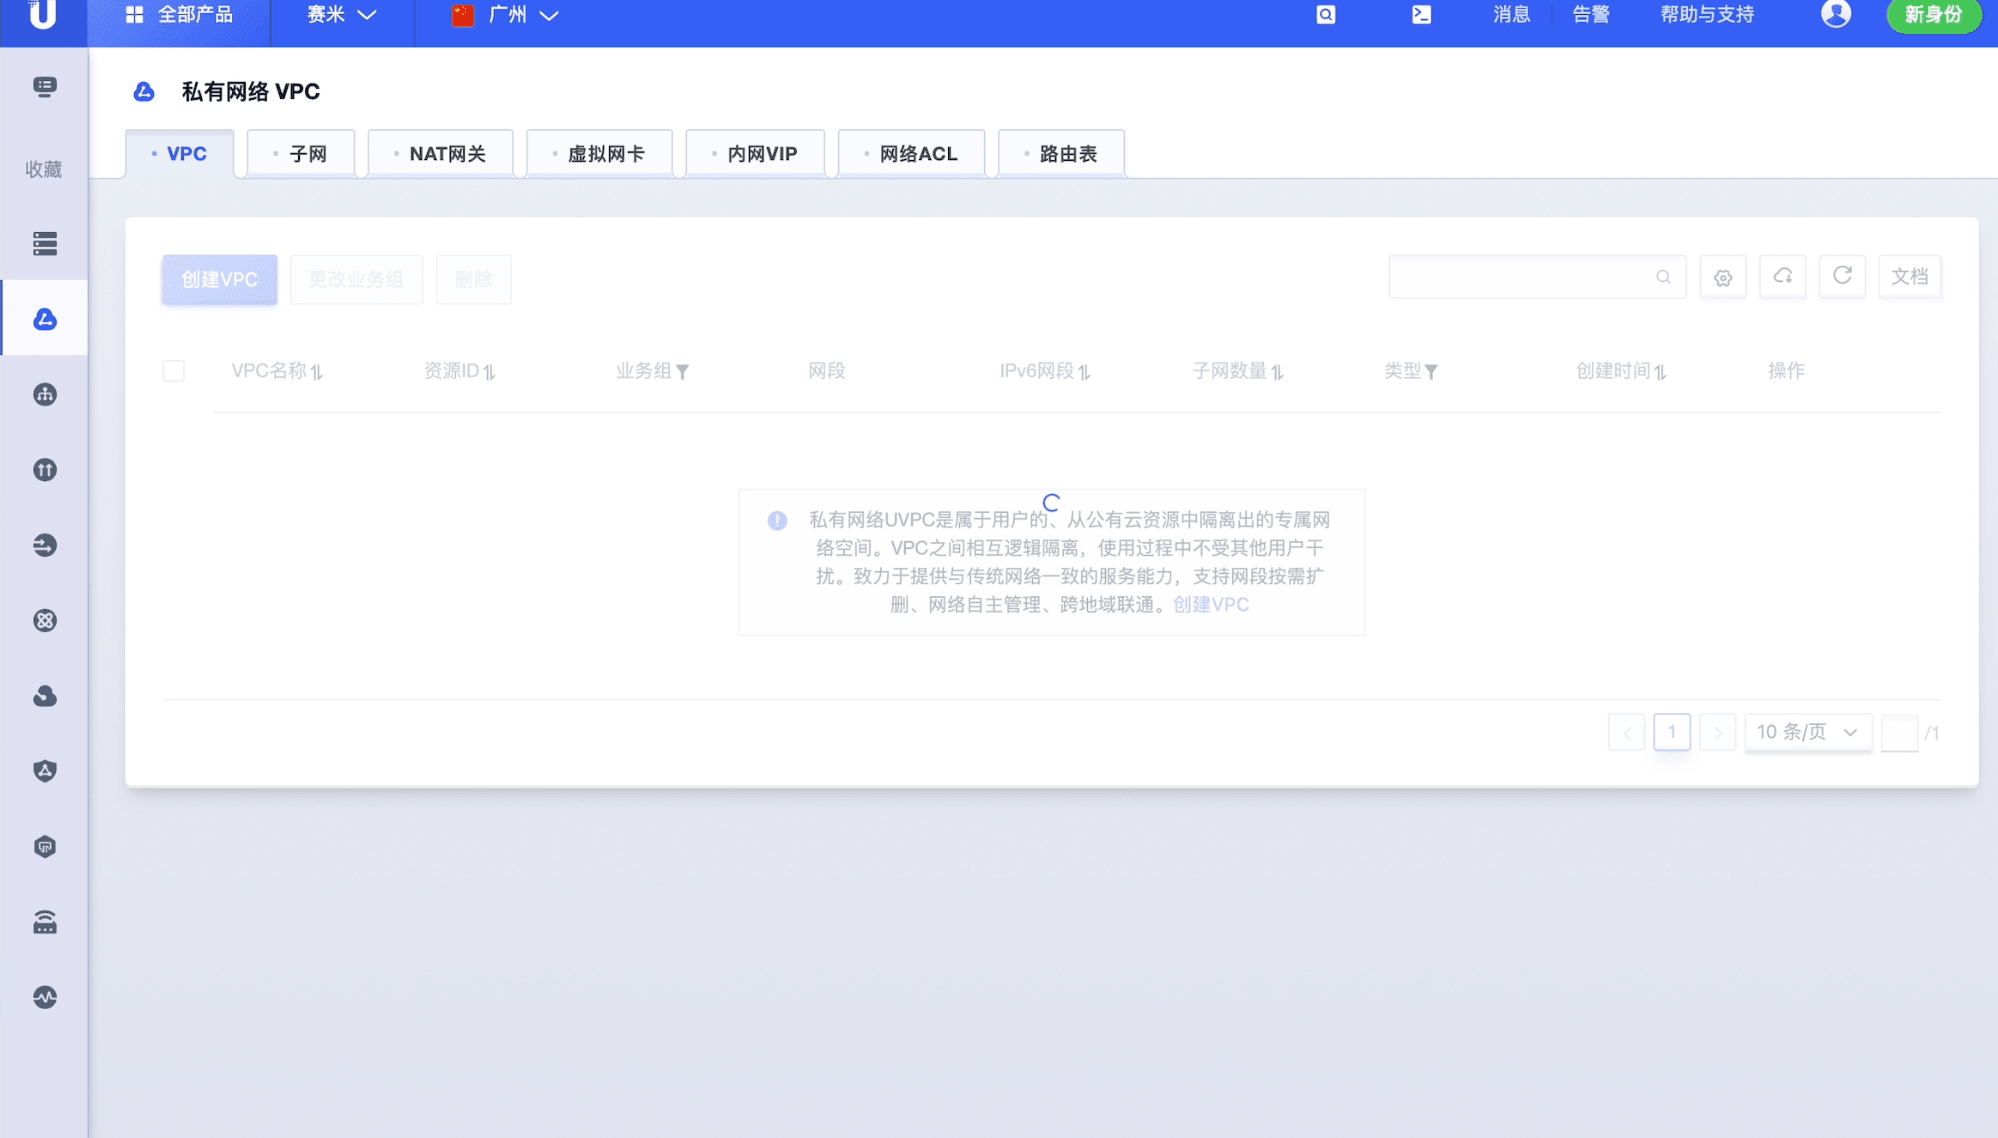 全部产品
赛米
广州
消息
告警
帮助与支持
新身份
收藏
私有网络 VPC
VPC
子网
NAT网关
虚拟网卡
内网VIP
网络ACL
路由表
创建VPC
更改业务组
删除
文档
VPC名称
资源ID
业务组
网段
IPv6网段
子网数量
类型
创建时间
操作
私有网络UVPC是属于用户的、从公有云资源中隔离出的专属网
络空间。VPC之间相互逻辑隔离，使用过程中不受其他用户干
扰。致力于提供与传统网络一致的服务能力，支持网段按需扩
删、网络自主管理、跨地域联通。创建VPC
1
10 条/页
/1